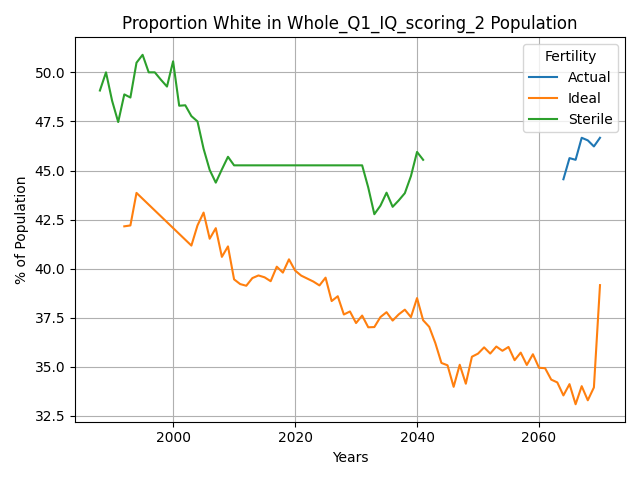 Proportion White in Whole_Q1_IQ_scoring_2 Population
Fertility
Actual
Ideal
Sterile
% of Population
50.0
47.5
45.0
42.5
40.0
37.5
35.0
32.5
2000
2020
2040
2060
Years